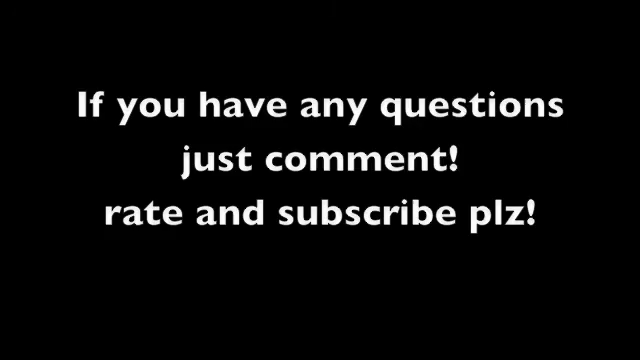 If you have any questions
just comment!
rate and subscribe plz!